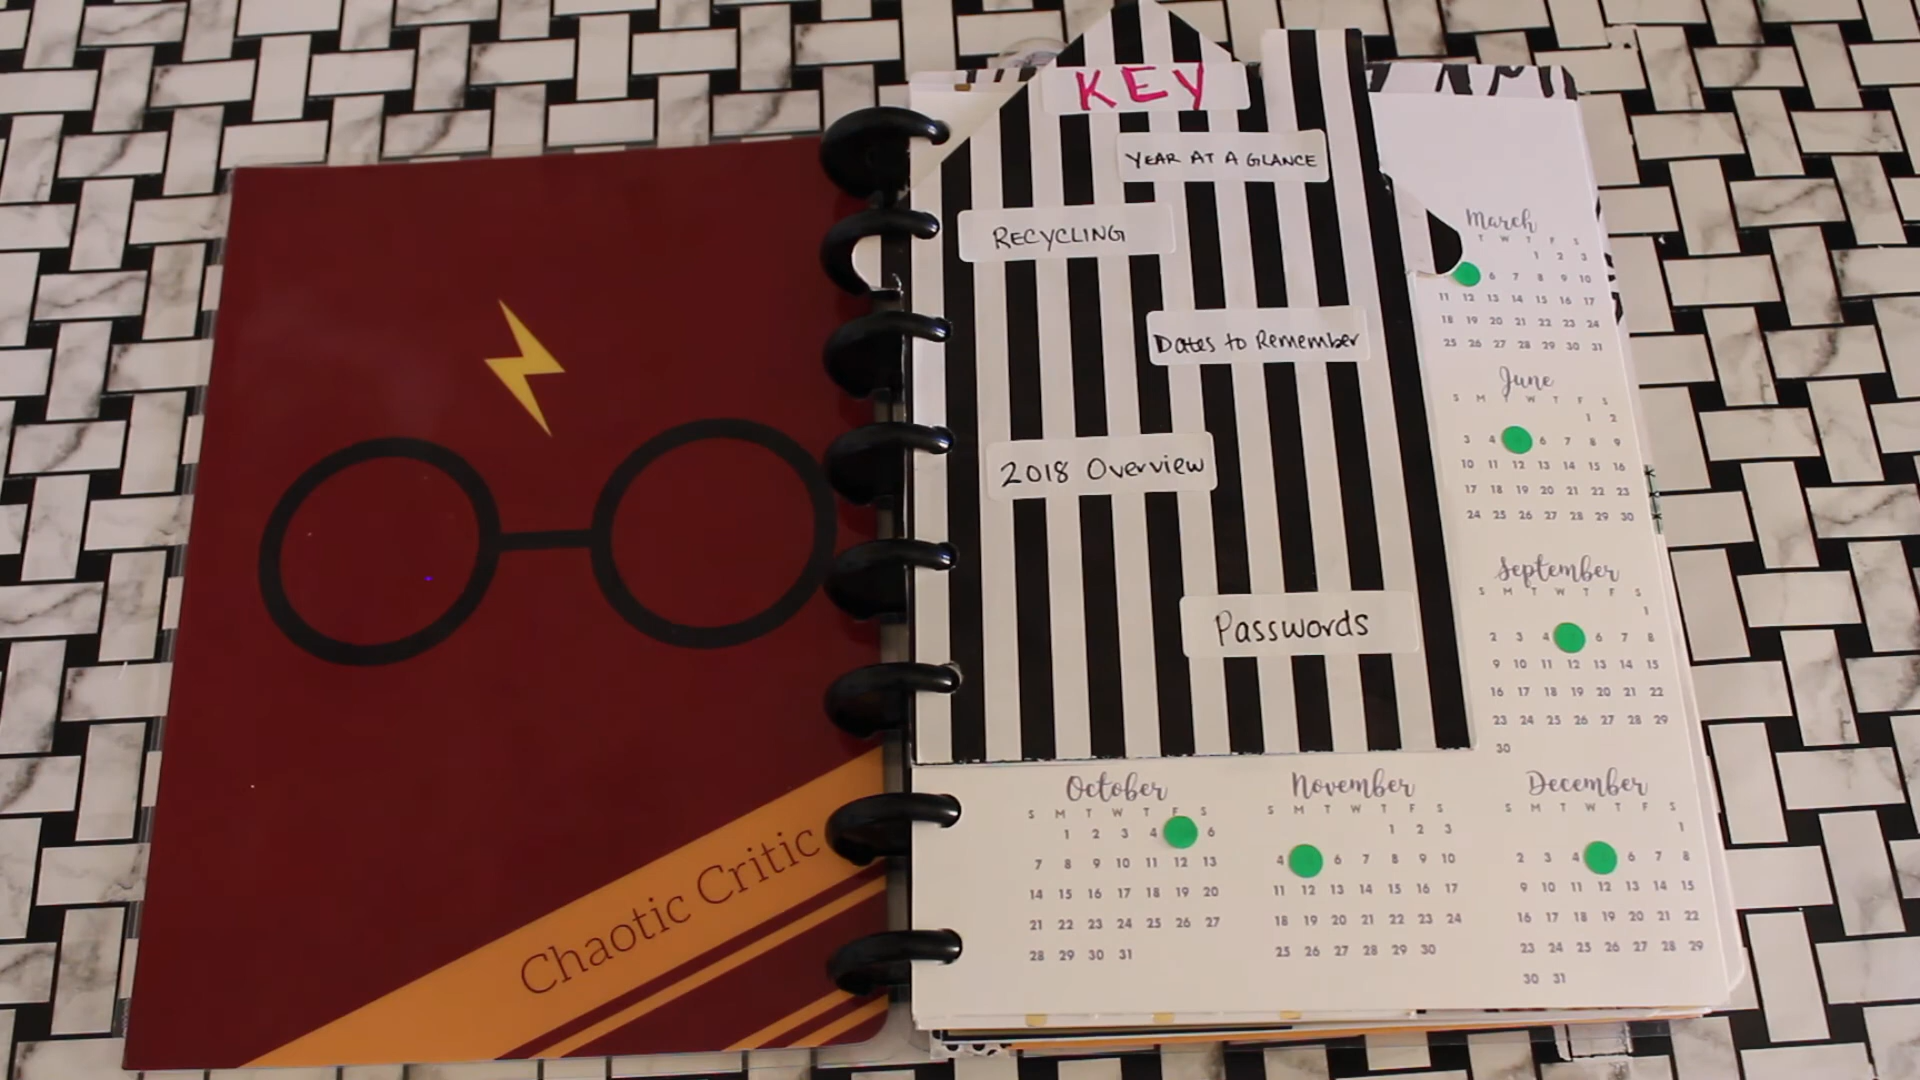 Chaotic Critic
KEY
YEAR AT A GLANCE
RECYCLING
Dates to Remember
2018 Overview
Passwords
March
T W T F S
1 2 3
6 7 8 9 10
11 12 13 14 15 16 17
18 19 20 21 22 23 24
25 26 27 28 29 30 31
June
S M T W T F S
1 2
3 4 6 7 8 9
10 11 12 13 14 15 16
17 18 19 20 21 22 23
24 25 26 27 28 29 30
September
S M T W T F S
1
2 3 4 6 7 8
9 10 11 12 13 14 15
16 17 18 19 20 21 22
23 24 25 26 27 28 29
30
October
S M T W T F S
1 2 3 4 6
7 8 9 10 11 12 13
14 15 16 17 18 19 20
21 22 23 24 25 26 27
28 29 30 31
November
S M T W T F S
1 2 3
4 6 7 8 9 10
11 12 13 14 15 16 17
18 19 20 21 22 23 24
25 26 27 28 29 30
December
S M T W T F S
1
2 3 4 6 7 8
9 10 11 12 13 14 15
16 17 18 19 20 21 22
23 24 25 26 27 28 29
30 31